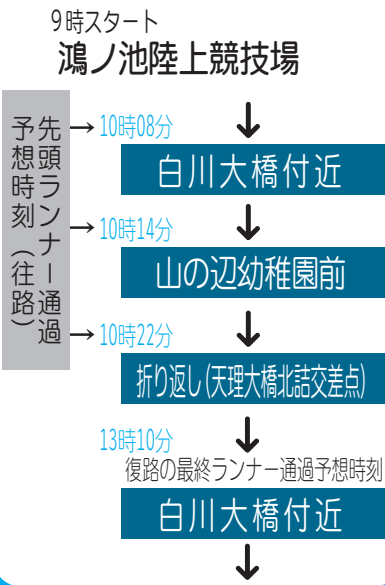 9時スタート
鴻ノ池陸上競技場
先頭ランナー通過
予想時刻（往路）
→10時08分
↓
白川大橋付近
→10時14分
↓
山の辺幼稚園前
→10時22分
↓
折り返し(天理大橋北詰交差点)
13時10分
↓
復路の最終ランナー通過予想時刻
白川大橋付近
↓